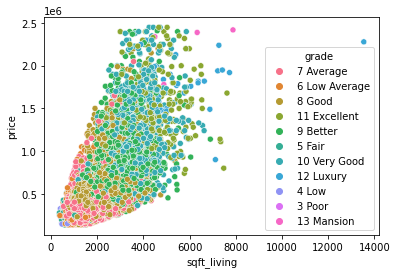 1e6
2.5
2.0
1.5
1.0
0.5
price
0 2000 4000 6000 8000 10000 12000 14000
sqft_living
grade
7 Average
6 Low Average
8 Good
11 Excellent
9 Better
5 Fair
10 Very Good
12 Luxury
4 Low
3 Poor
13 Mansion